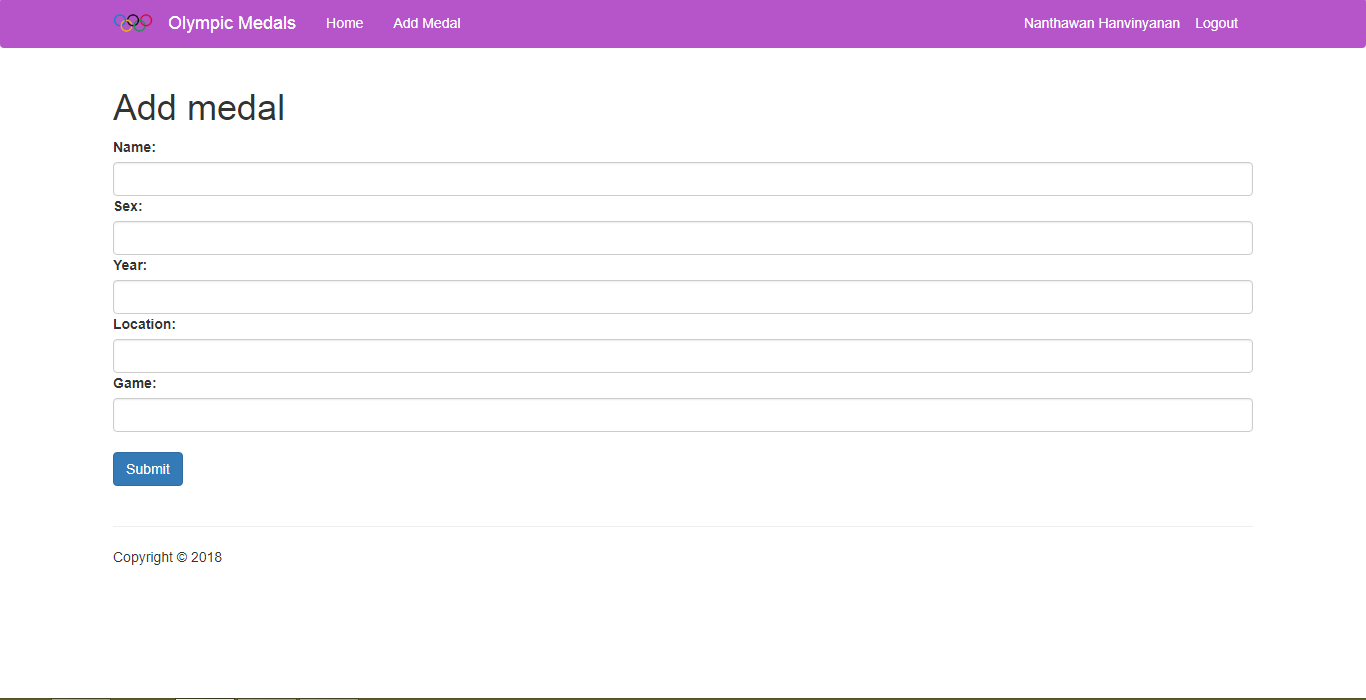 Olympic Medals Home Add Medal Nanthawan Hanvinyanan Logout
Add medal
Name:
Sex:
Year:
Location:
Game:
Submit
Copyright © 2018